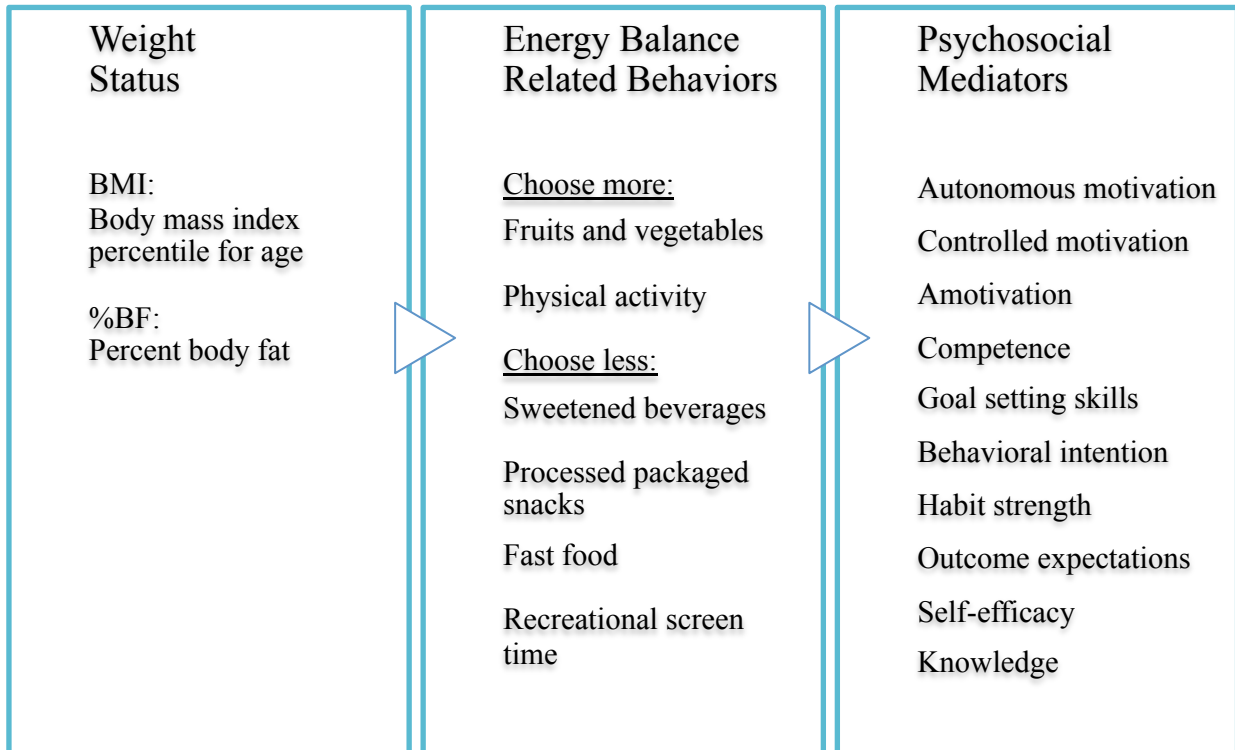 Weight
Status
BMI:
Body mass index
percentile for age
%BF:
Percent body fat
Energy Balance
Related Behaviors
Choose more:
Fruits and vegetables
Physical activity
Choose less:
Sweetened beverages
Processed packaged
snacks
Fast food
Recreational screen
time
Psychosocial
Mediators
Autonomous motivation
Controlled motivation
Amotivation
Competence
Goal setting skills
Behavioral intention
Habit strength
Outcome expectations
Self-efficacy
Knowledge